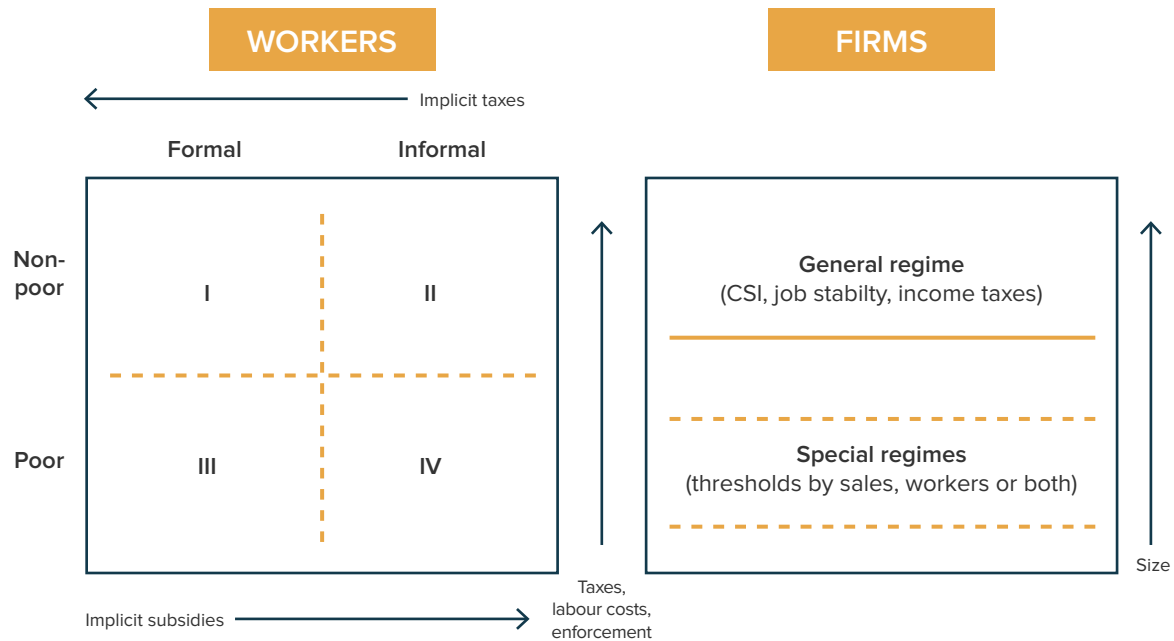 WORKERS
FIRMS
Implicit taxes
Formal
Informal
Non-
poor
I
II
Poor
III
IV
Implicit subsidies
Taxes,
labour costs,
enforcement
General regime
(CSI, job stabilty, income taxes)
Special regimes
(thresholds by sales, workers or both)
Size